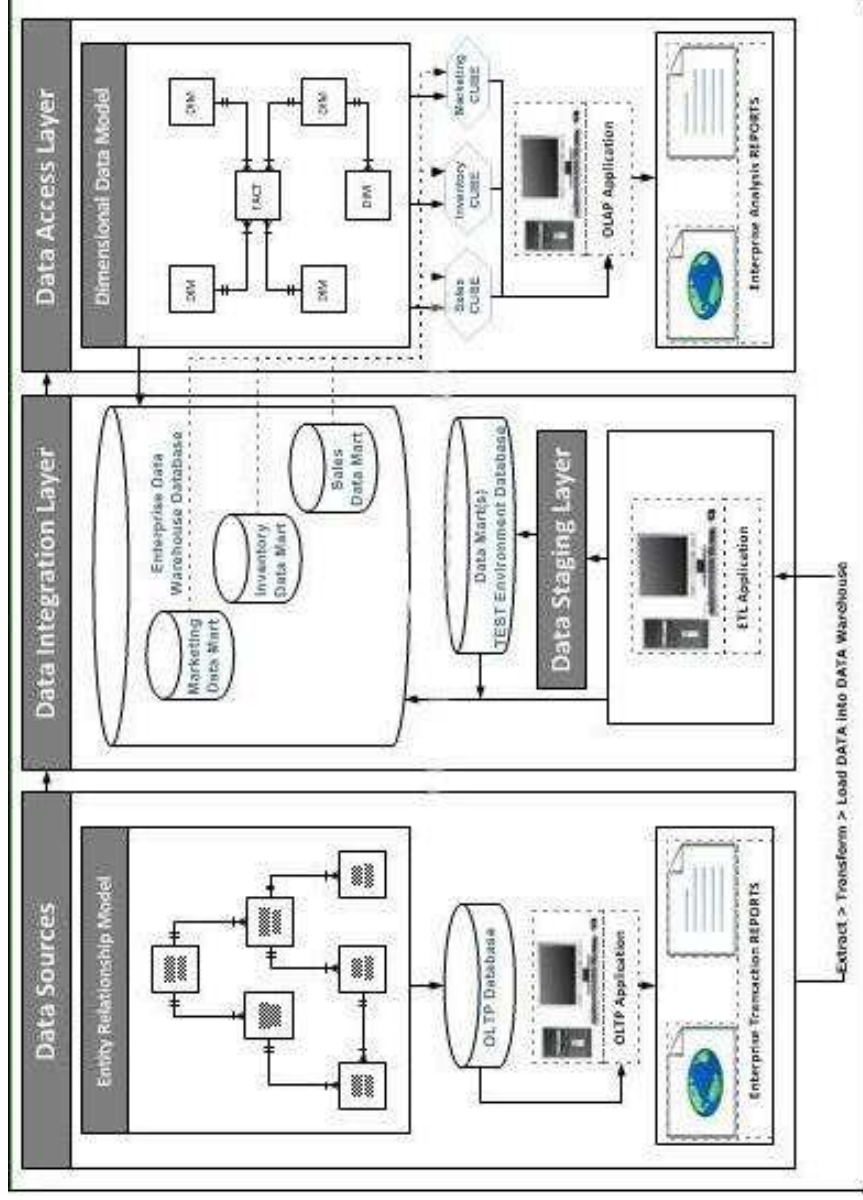 Data Sources
Entity Relationship Model
OLTP Database
OLTP Application
Enterprise Transaction REPORTS
Extract > Transform > Load DATA into DATA Warehouse
Data Integration Layer
Enterprise Data
Warehouse Database
Marketing
Data Mart
Inventory
Data Mart
Sales
Data Mart
Data Mart(s)
TEST Environment Database
Data Staging Layer
ETL Application
Data Access Layer
Dimensional Data Model
DIM
DIM
FACT
DIM
DIM
DIM
Sales
CUBE
Inventory
CUBE
Marketing
CUBE
OLAP Application
Enterprise Analysis REPORTS